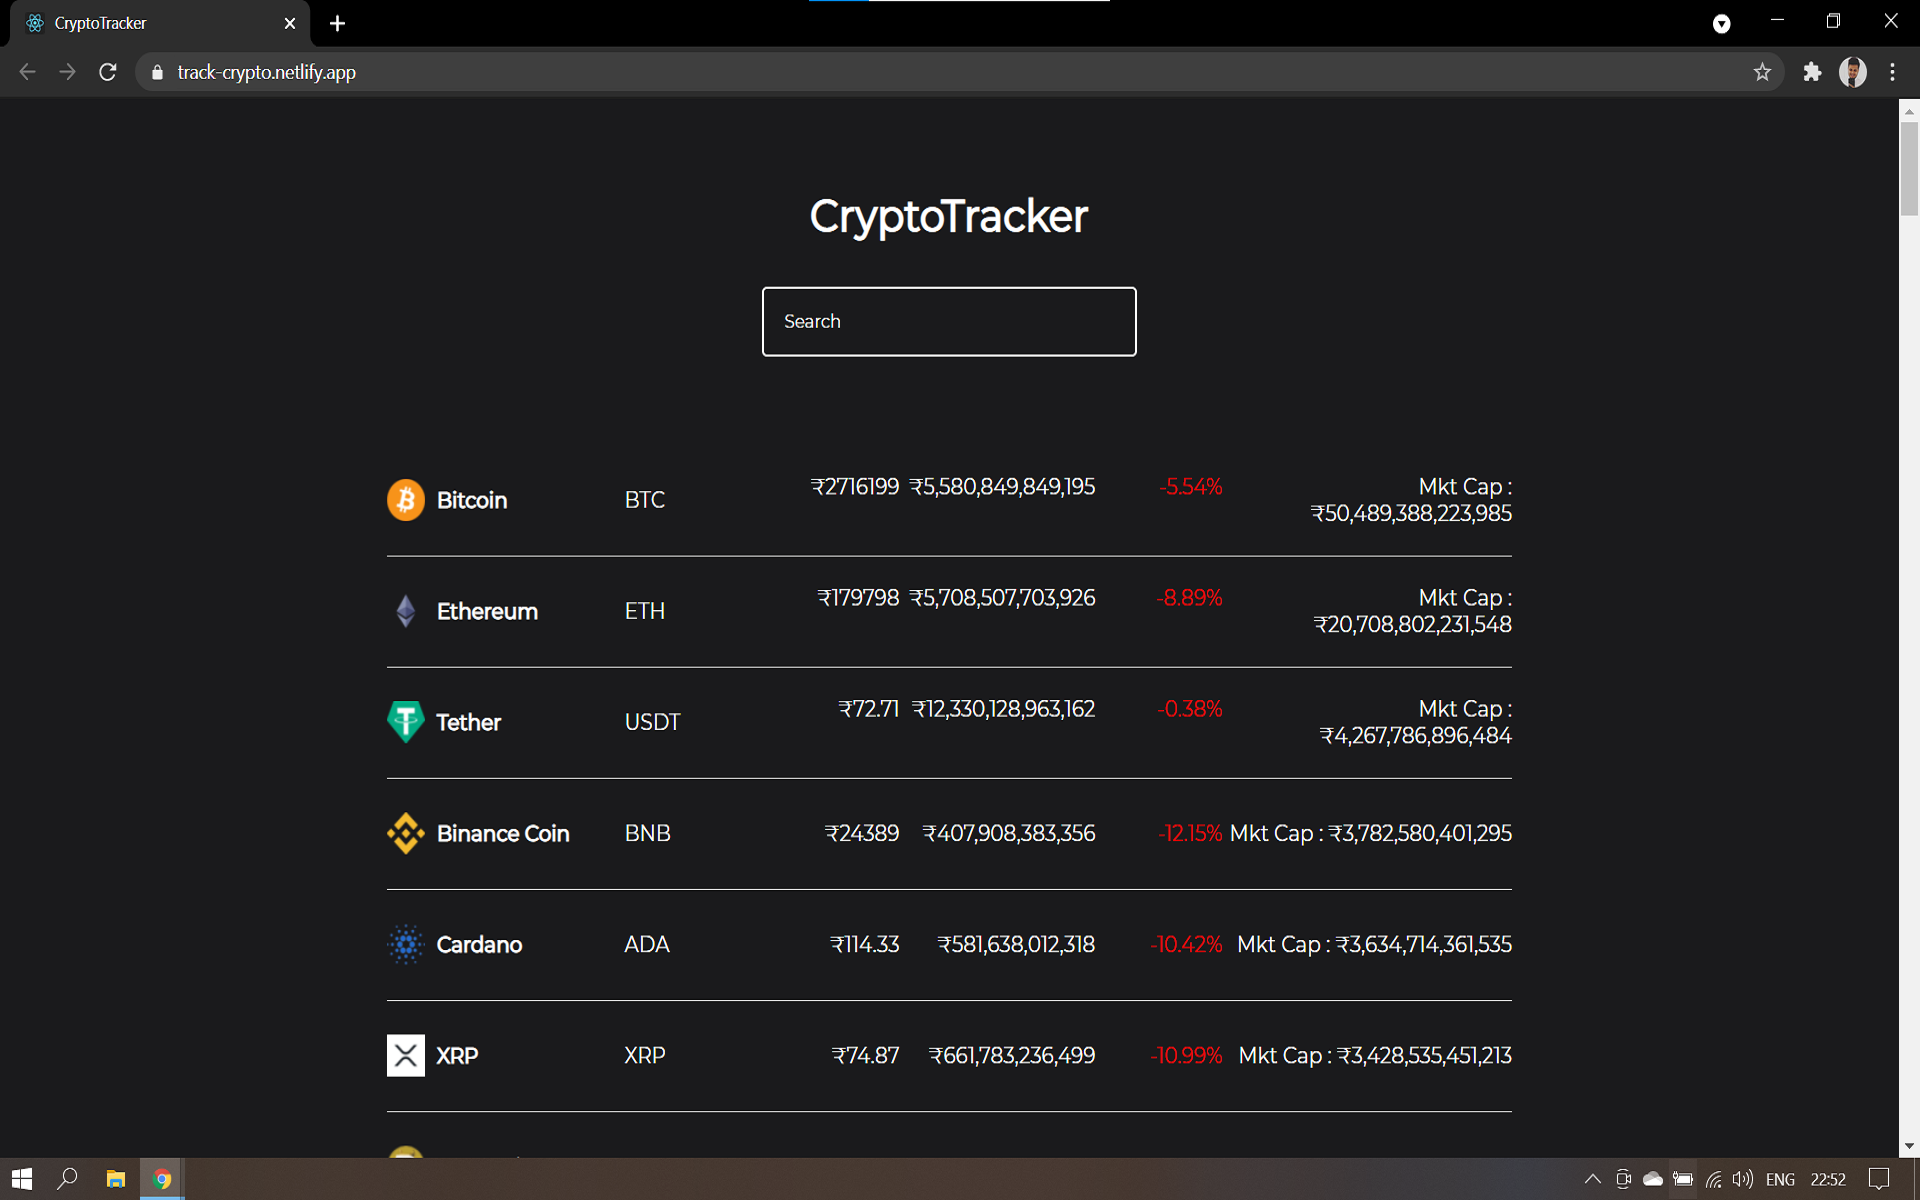 CryptoTracker
track-crypto.netlify.app
CryptoTracker
Search
Bitcoin BTC ₹2716199 ₹5,580,849,849,195 -5.54% Mkt Cap :
₹50,489,388,223,985
Ethereum ETH ₹179798 ₹5,708,507,703,926 -8.89% Mkt Cap :
₹20,708,802,231,548
Tether USDT ₹72.71 ₹12,330,128,963,162 -0.38% Mkt Cap :
₹4,267,786,896,484
Binance Coin BNB ₹24389 ₹407,908,383,356 -12.15% Mkt Cap : ₹3,782,580,401,295
Cardano ADA ₹114.33 ₹581,638,012,318 -10.42% Mkt Cap : ₹3,634,714,361,535
XRP XRP ₹74.87 ₹661,783,236,499 -10.99% Mkt Cap : ₹3,428,535,451,213
ENG 22:52